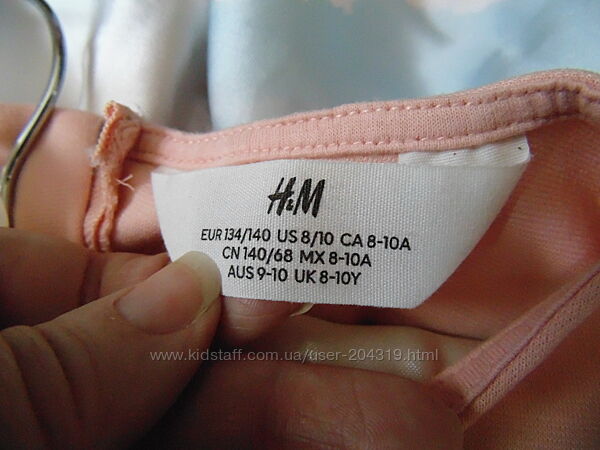 H&M
EUR 134/140 US 8/10 CA 8-10A
CN 140/68 MX 8-10A
AUS 9-10 UK 8-10Y
www.kidstaff.com.ua/user-204319.html